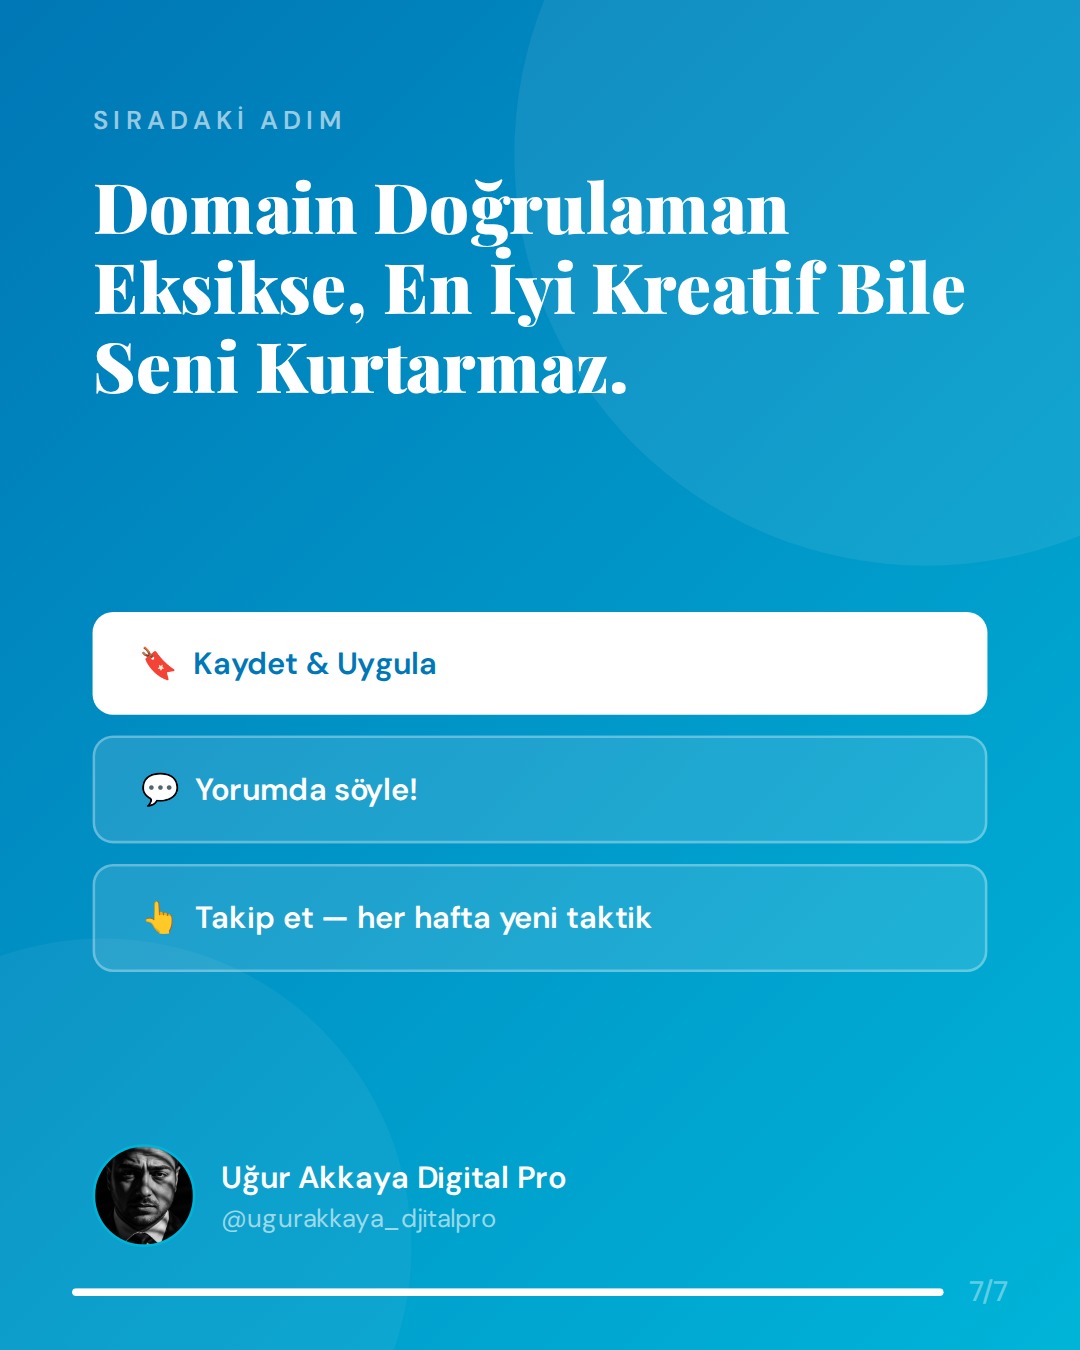 SIRADAKİ ADIM
Domain Doğrulaman
Eksikse, En İyi Kreatif Bile
Seni Kurtarmaz.
🔖 Kaydet & Uygula
💬 Yorumda söyle!
👆 Takip et — her hafta yeni taktik
Uğur Akkaya Digital Pro
@ugurakkaya_djitalpro
7/7